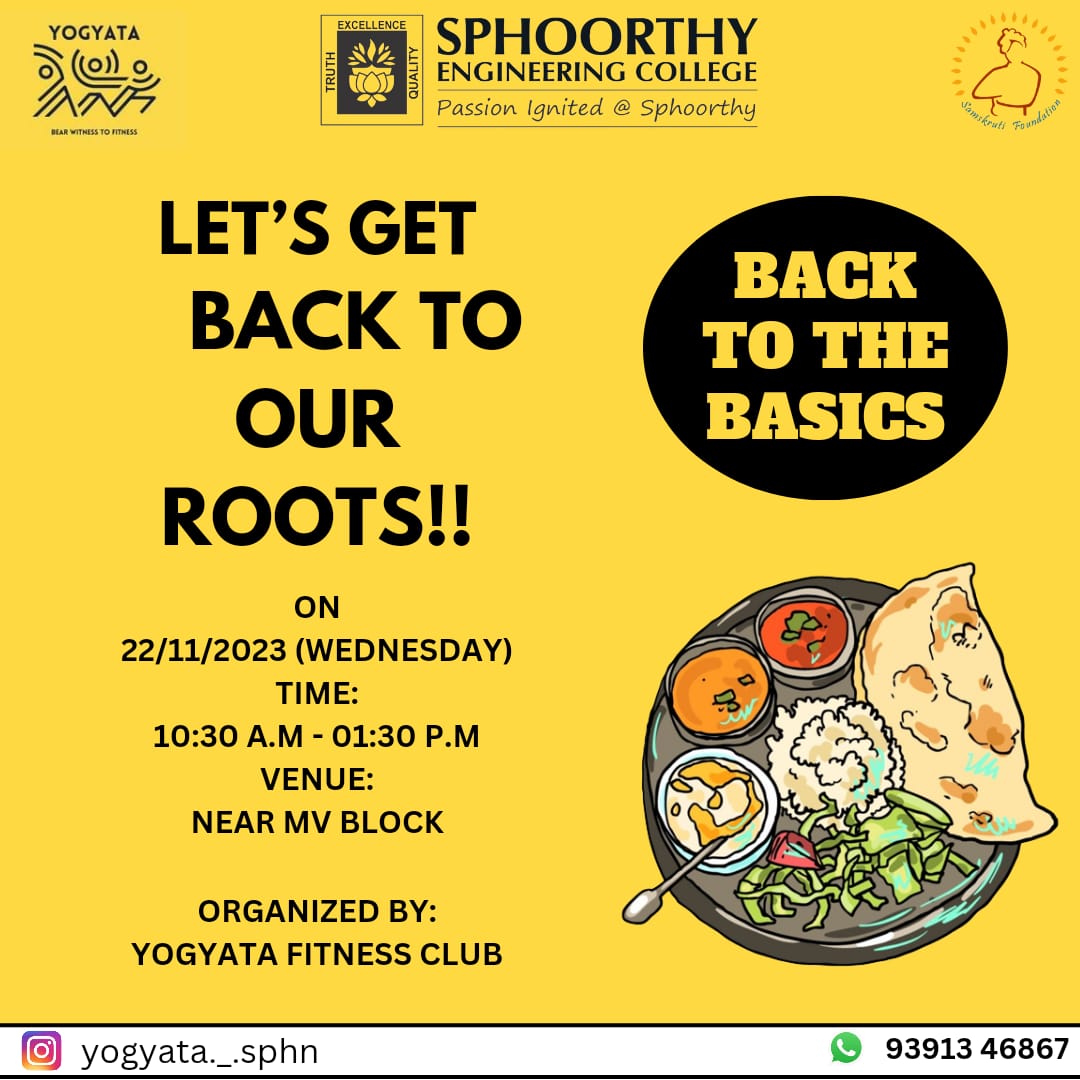 YOGYATA
BEAR WITNESS TO FITNESS
EXCELLENCE
TRUTH
QUALITY
SPHOORTHY
ENGINEERING COLLEGE
Passion Ignited @ Sphoorthy
Samskruti Foundation
LET'S GET
BACK TO
OUR
ROOTS!!
BACK
TO THE
BASICS
ON
22/11/2023 (WEDNESDAY)
TIME:
10:30 A.M - 01:30 P.M
VENUE:
NEAR MV BLOCK
ORGANIZED BY:
YOGYATA FITNESS CLUB
yogyata._.sphn
93913 46867